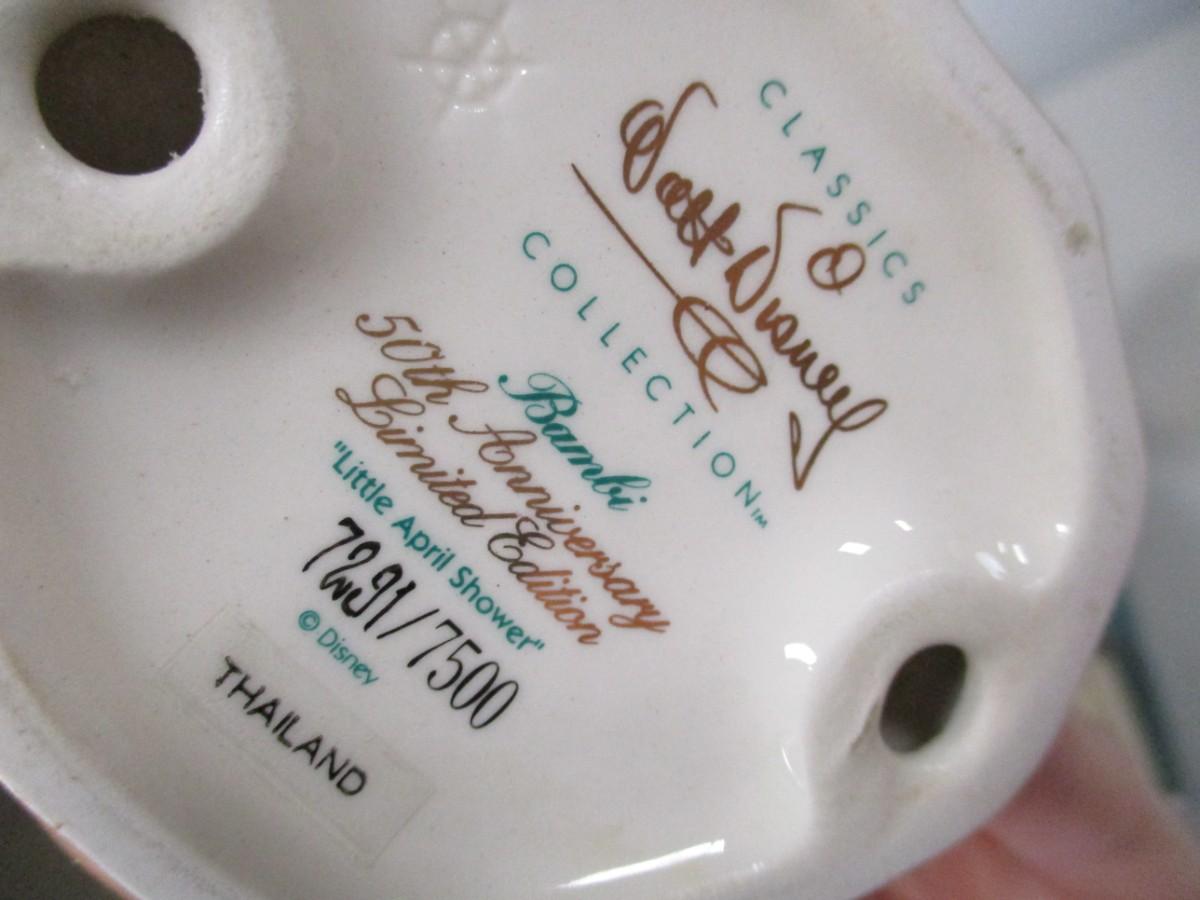 CLASSICS
Walt Disney
COLLECTION™
Bambi
50th Anniversary
Limited Edition
"Little April Shower"
7291/7500
© Disney
THAILAND